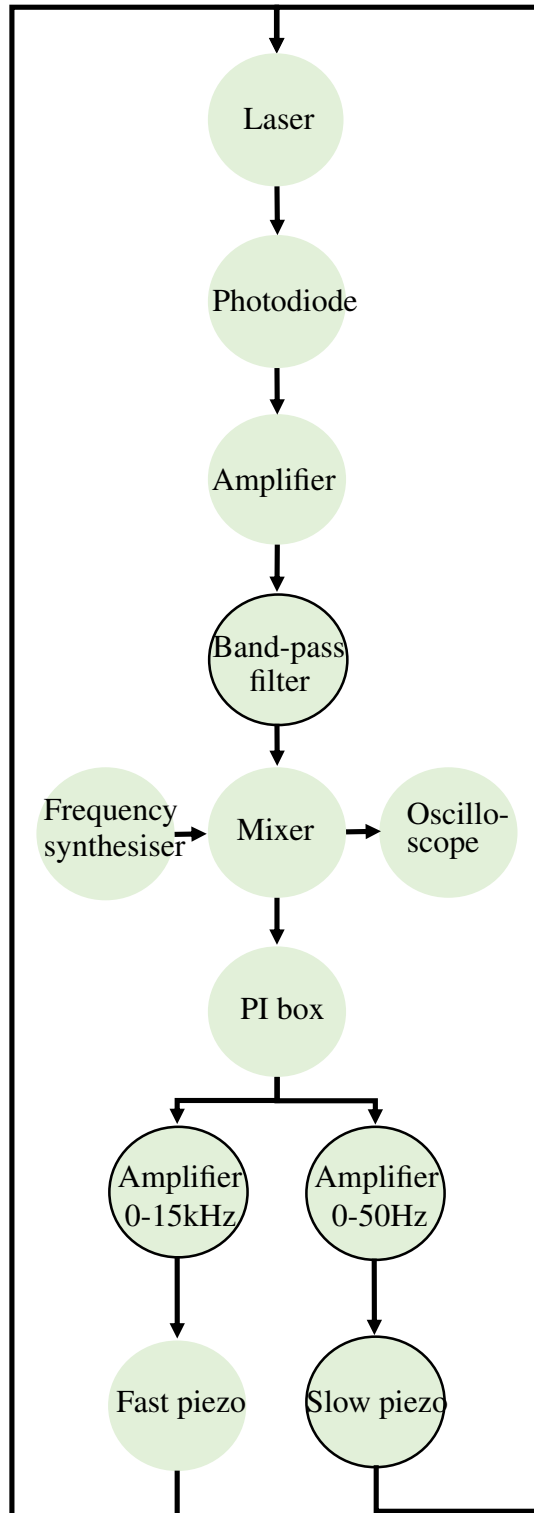 Laser
Photodiode
Amplifier
Band-pass
filter
Frequency
synthesiser
Mixer
Oscillo-
scope
PI box
Amplifier
0-15kHz
Amplifier
0-50Hz
Fast piezo
Slow piezo